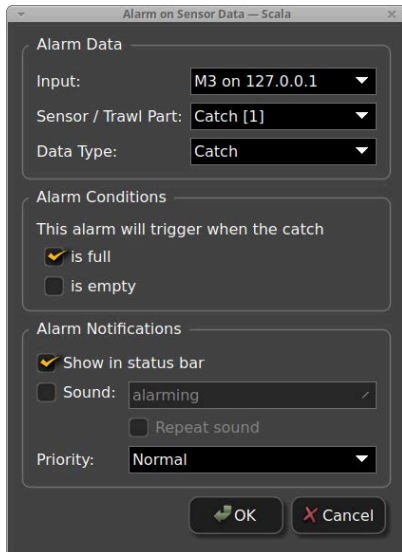 Alarm on Sensor Data — Scala
Alarm Data
Input: M3 on 127.0.0.1
Sensor / Trawl Part: Catch [1]
Data Type: Catch
Alarm Conditions
This alarm will trigger when the catch
is full
is empty
Alarm Notifications
Show in status bar
Sound: alarming
Repeat sound
Priority: Normal
OK Cancel